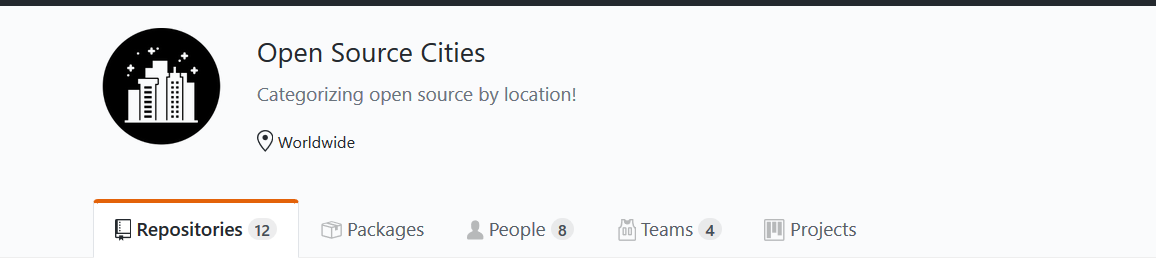 Open Source Cities
Categorizing open source by location!
Worldwide
Repositories 12 Packages People 8 Teams 4 Projects